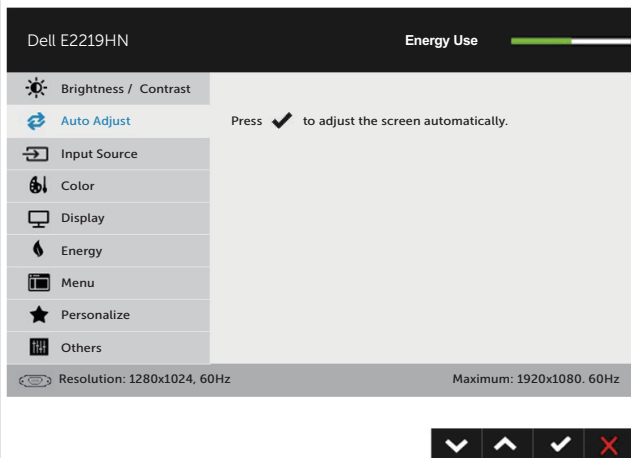 Dell E2219HN
Energy Use
Brightness / Contrast
Auto Adjust
Press to adjust the screen automatically.
Input Source
Color
Display
Energy
Menu
Personalize
Others
Resolution: 1280x1024, 60Hz
Maximum: 1920x1080. 60Hz